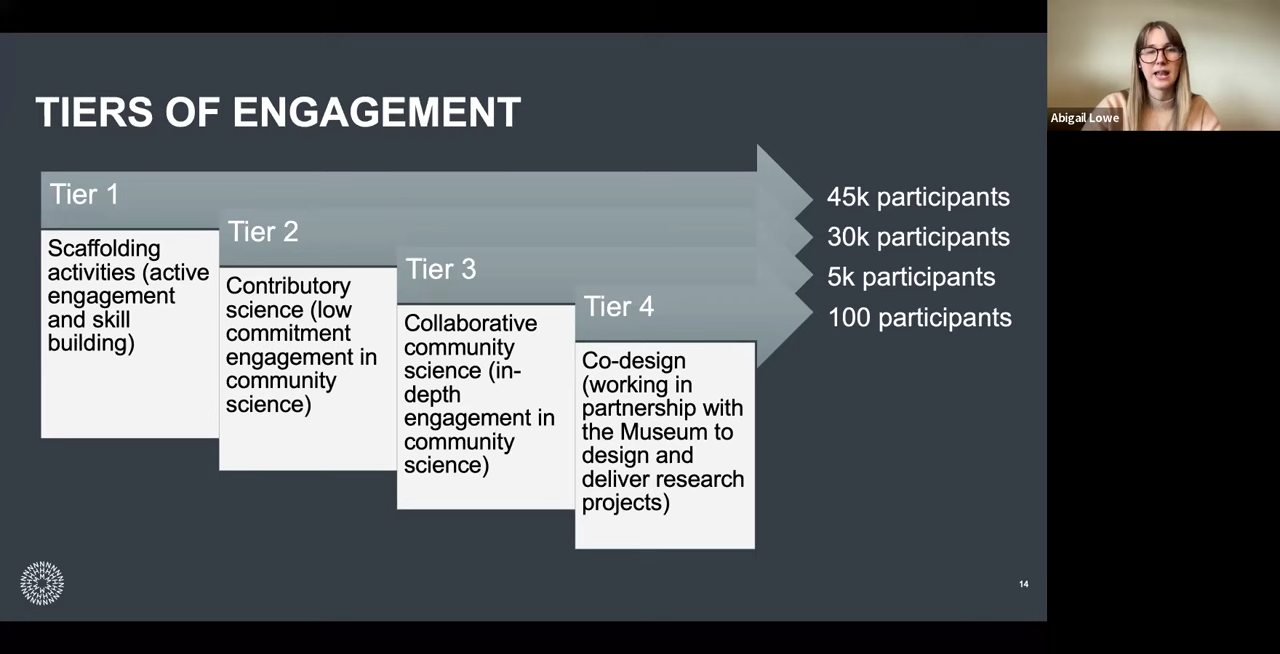 TIERS OF ENGAGEMENT
Tier 1
Scaffolding
activities (active
engagement
and skill
building)
Tier 2
Contributory
science (low
commitment
engagement in
community
science)
Tier 3
Collaborative
community
science (in-
depth
engagement in
community
science)
Tier 4
Co-design
(working in
partnership with
the Museum to
design and
deliver research
projects)
45k participants
30k participants
5k participants
100 participants
14
Abigail Lowe